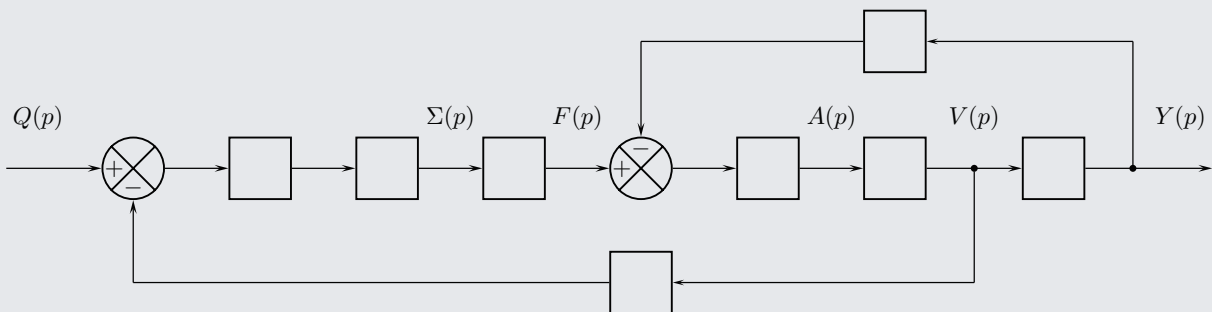 Q(p)
Σ(p)
F(p)
A(p)
V(p)
Y(p)
+
−
+
−